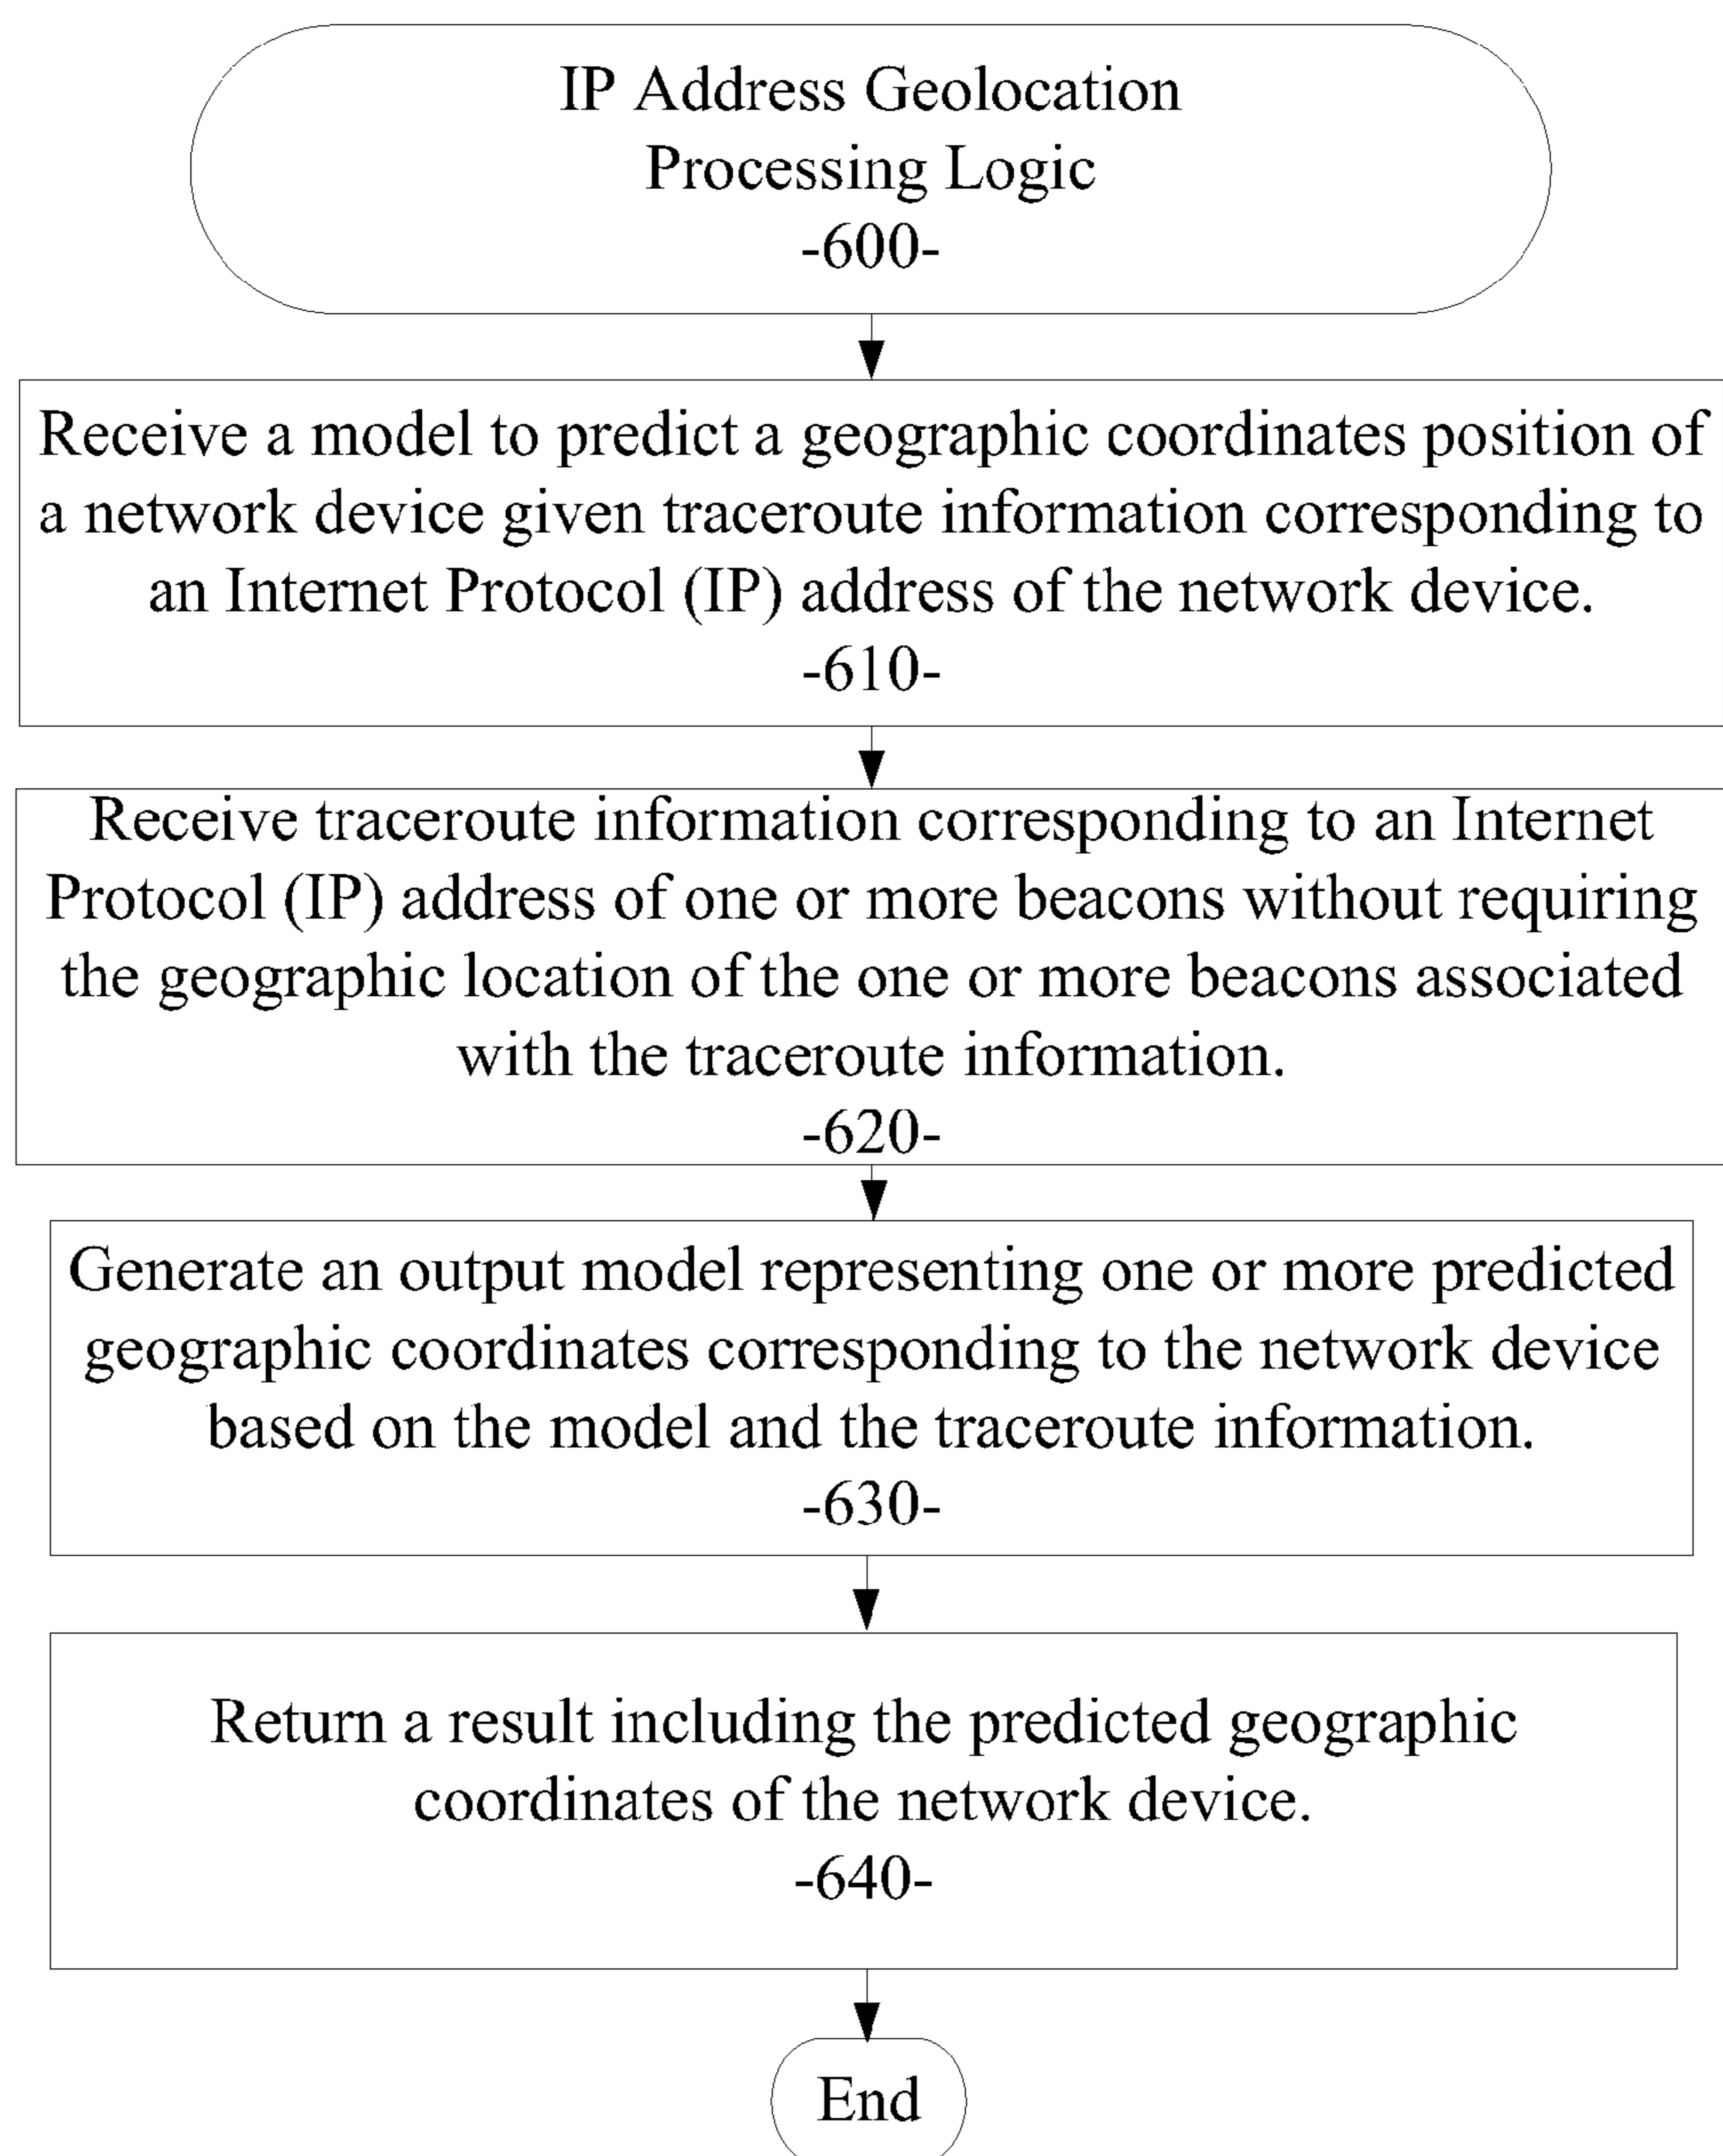 IP Address Geolocation
Processing Logic
-600-
Receive a model to predict a geographic coordinates position of
a network device given traceroute information corresponding to
an Internet Protocol (IP) address of the network device.
-610-
Receive traceroute information corresponding to an Internet
Protocol (IP) address of one or more beacons without requiring
the geographic location of the one or more beacons associated
with the traceroute information.
-620-
Generate an output model representing one or more predicted
geographic coordinates corresponding to the network device
based on the model and the traceroute information.
-630-
Return a result including the predicted geographic
coordinates of the network device.
-640-
End